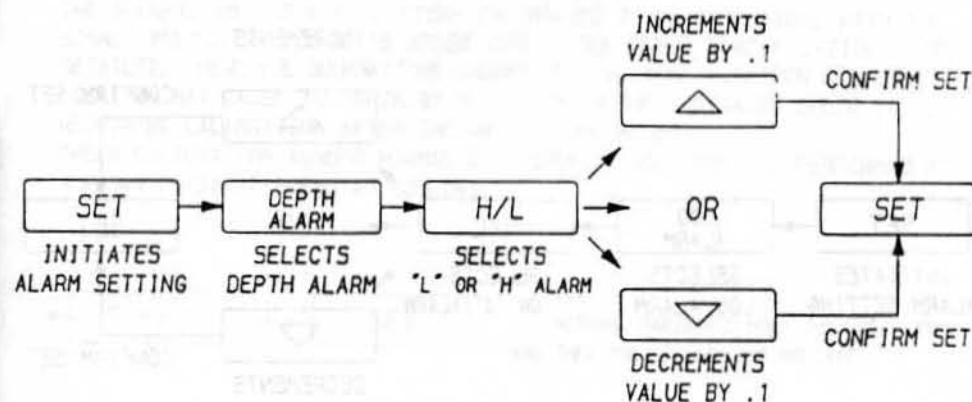 INCREMENTS
VALUE BY .1
CONFIRM SET
SET
DEPTH
ALARM
H/L
OR
SET
INITIATES
ALARM SETTING
SELECTS
DEPTH ALARM
SELECTS
"L" OR "H" ALARM
CONFIRM SET
DECREMENTS
VALUE BY .1